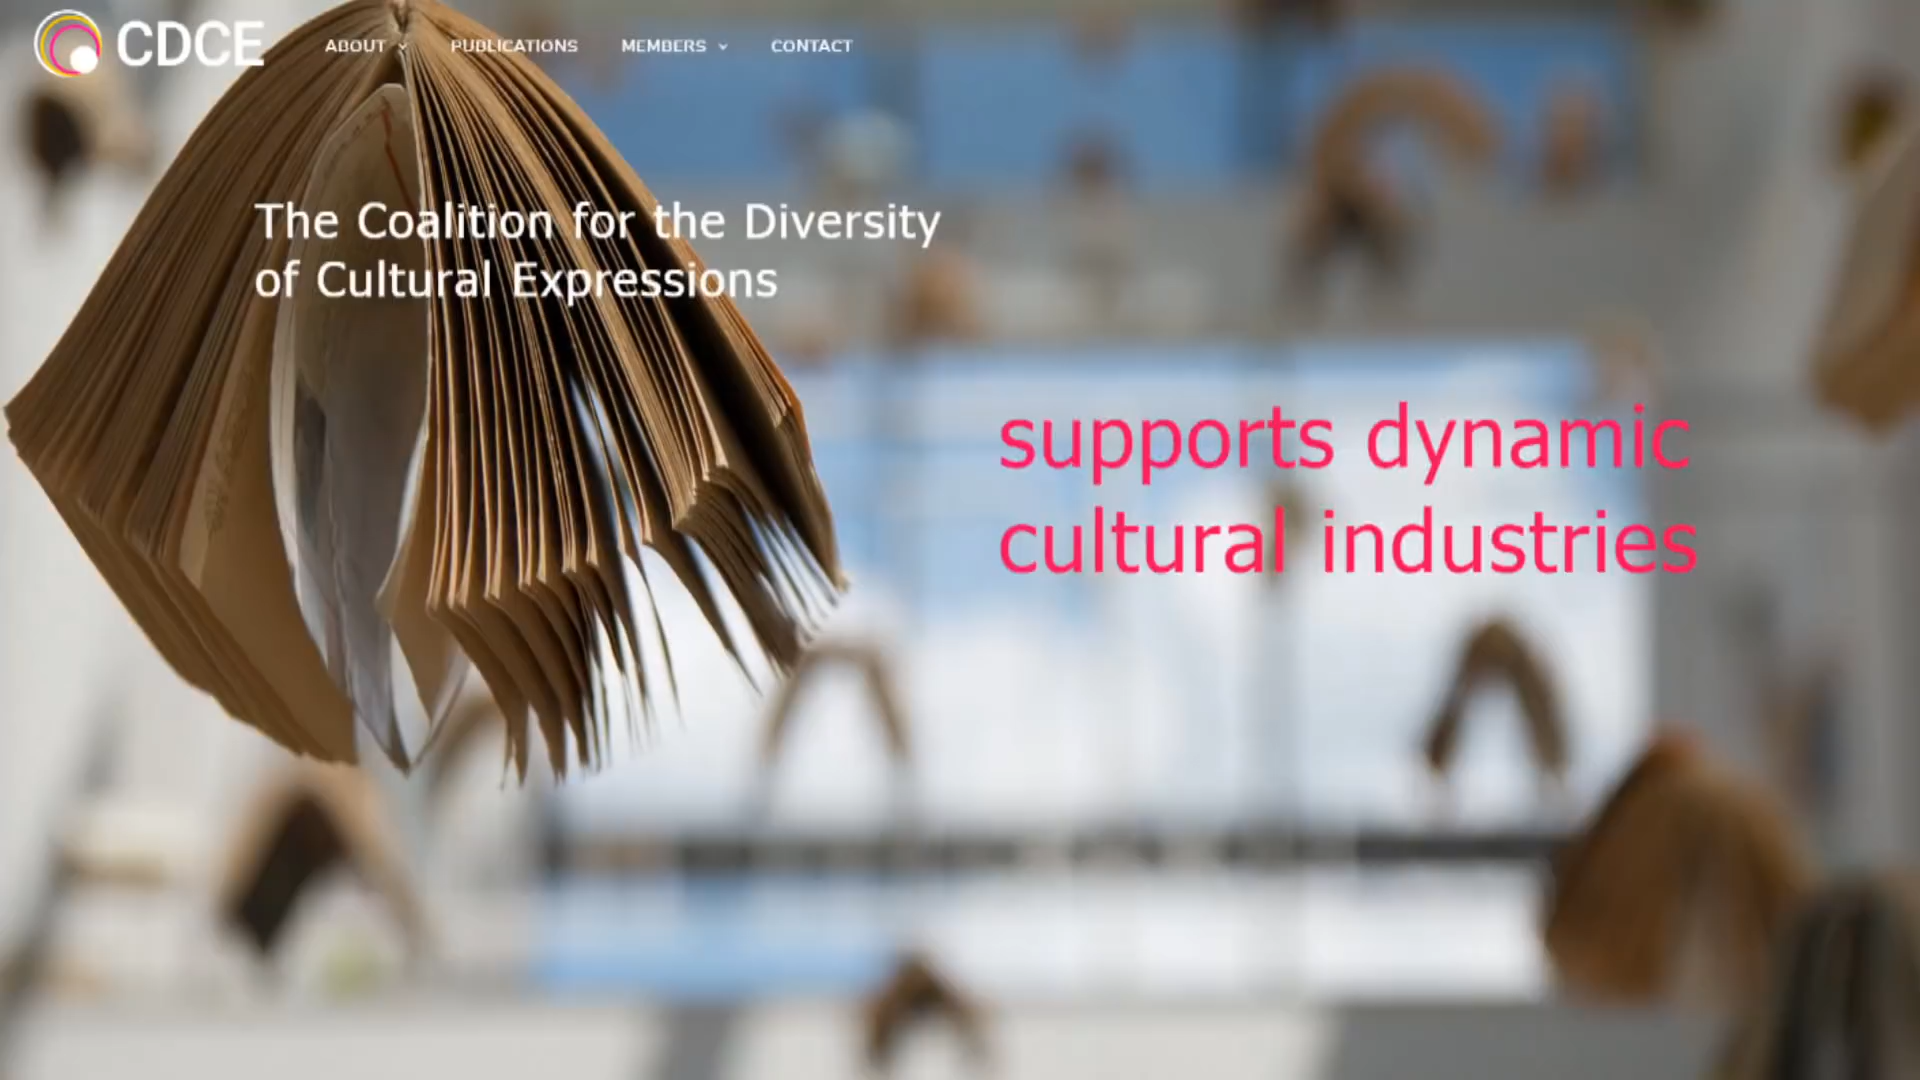 CDCE
ABOUT
PUBLICATIONS
MEMBERS
CONTACT
The Coalition for the Diversity
of Cultural Expressions
supports dynamic
cultural industries